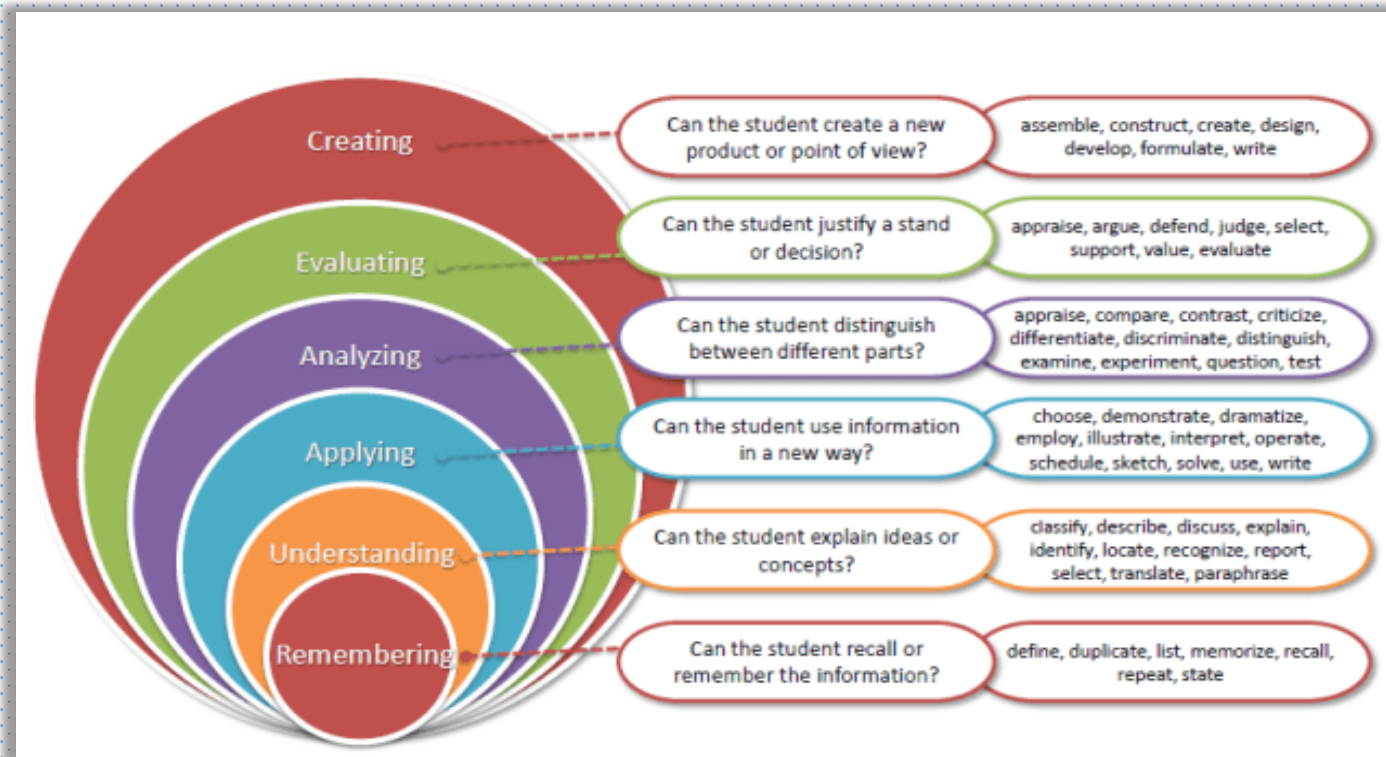 Creating
Can the student create a new
product or point of view?
assemble, construct, create, design,
develop, formulate, write
Evaluating
Can the student justify a stand
or decision?
appraise, argue, defend, judge, select,
support, value, evaluate
Analyzing
Can the student distinguish
between different parts?
appraise, compare, contrast, criticize,
differentiate, discriminate, distinguish,
examine, experiment, question, test
Applying
Can the student use information
in a new way?
choose, demonstrate, dramatize,
employ, illustrate, interpret, operate,
schedule, sketch, solve, use, write
Understanding
Can the student explain ideas or
concepts?
classify, describe, discuss, explain,
identify, locate, recognize, report,
select, translate, paraphrase
Remembering
Can the student recall or
remember the information?
define, duplicate, list, memorize, recall,
repeat, state